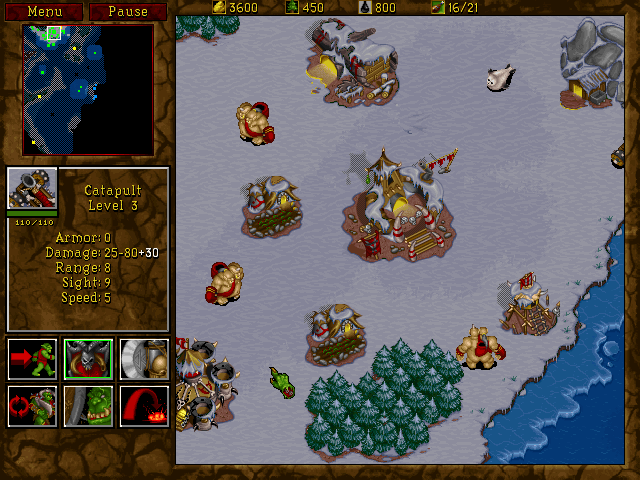 Menu
Pause
3600
450
800
16/21
Catapult
Level 3
110/110
Armor: 0
Damage: 25-80+30
Range: 8
Sight: 9
Speed: 5